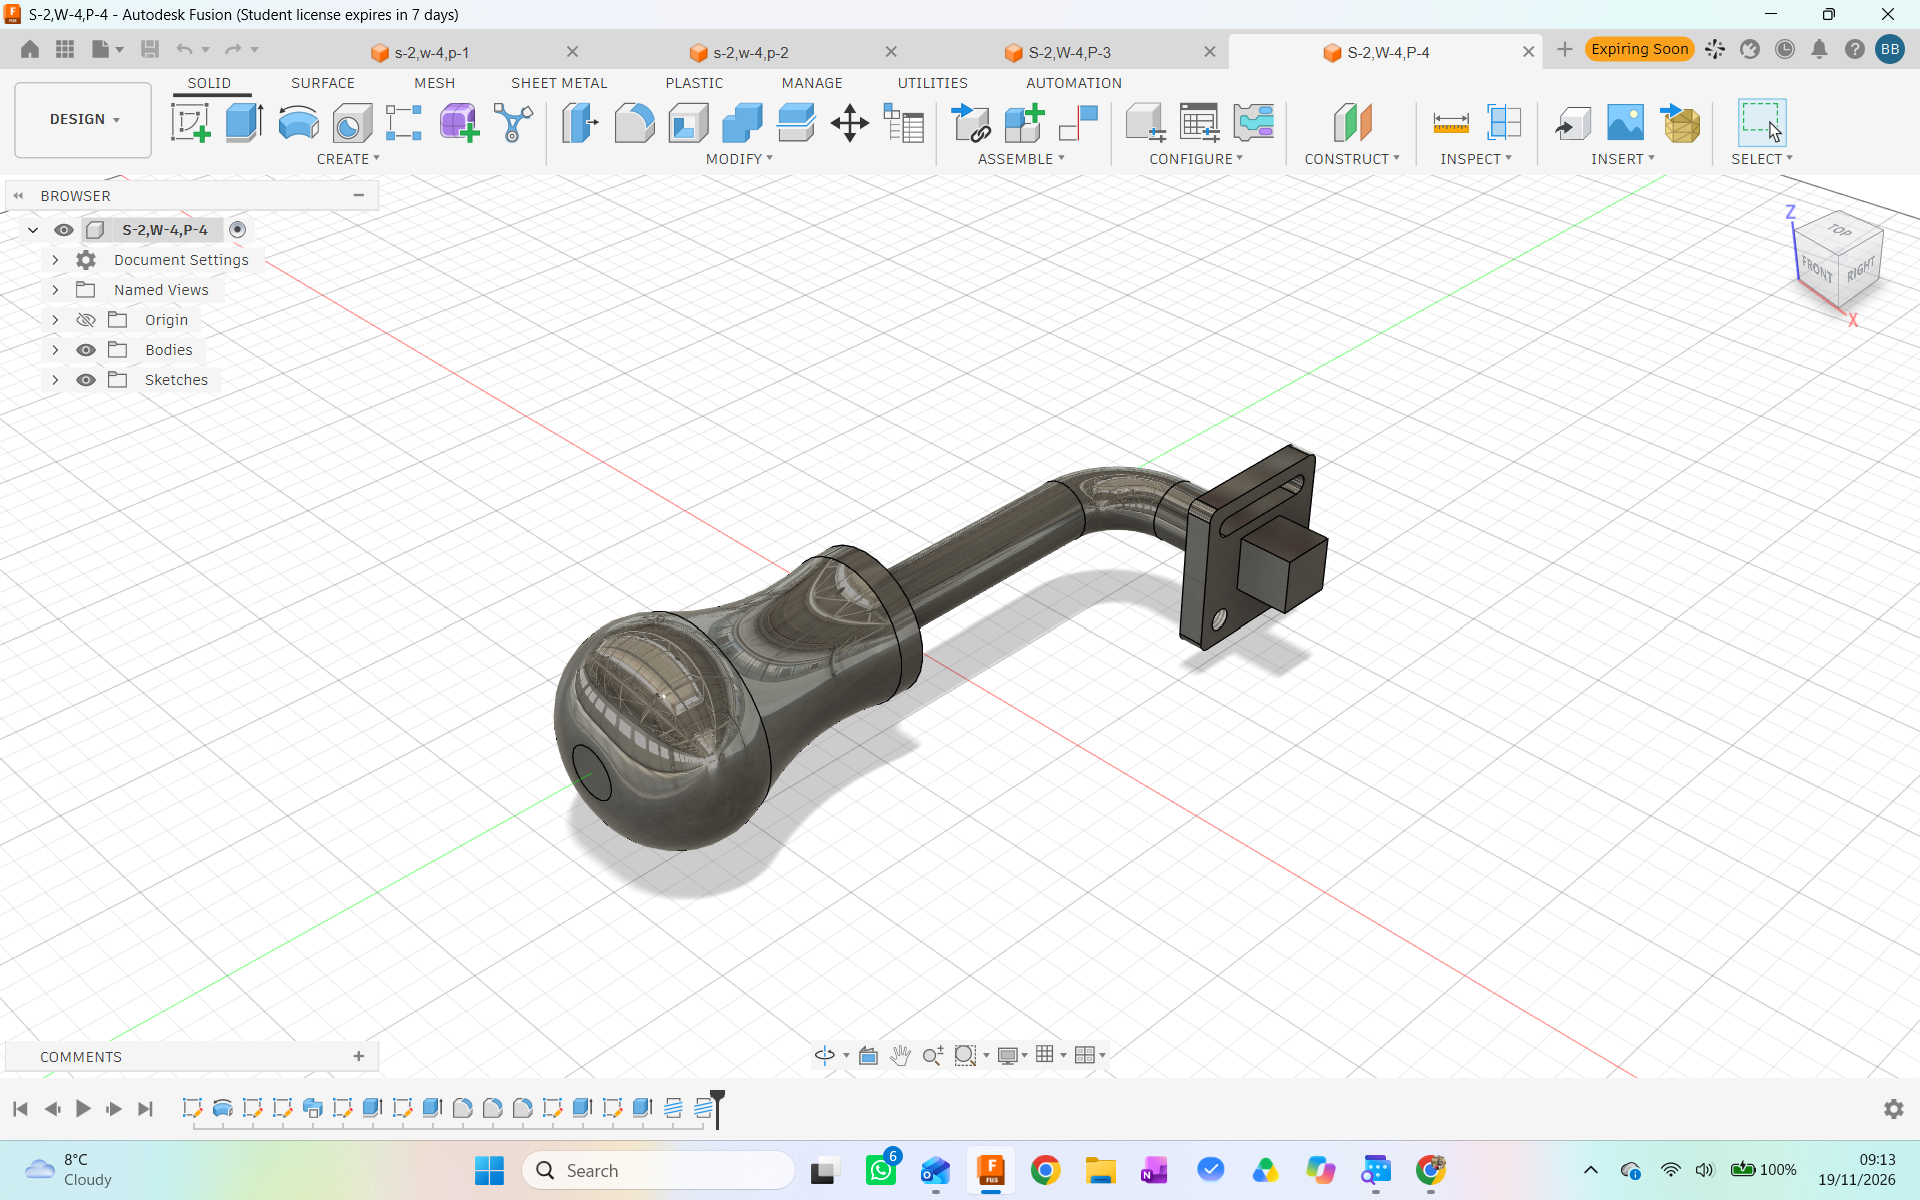 S-2,W-4,P-4 - Autodesk Fusion (Student license expires in 7 days)
s-2,w-4,p-1
s-2,w-4,p-2
S-2,W-4,P-3
S-2,W-4,P-4
Expiring Soon
BB
SOLID
SURFACE
MESH
SHEET METAL
PLASTIC
MANAGE
UTILITIES
AUTOMATION
DESIGN
CREATE
MODIFY
ASSEMBLE
CONFIGURE
CONSTRUCT
INSPECT
INSERT
SELECT
BROWSER
S-2,W-4,P-4
Document Settings
Named Views
Origin
Bodies
Sketches
Z
TOP
FRONT
RIGHT
X
COMMENTS
8°C
Cloudy
Search
6
F
FUS
N
100%
09:13
19/11/2026